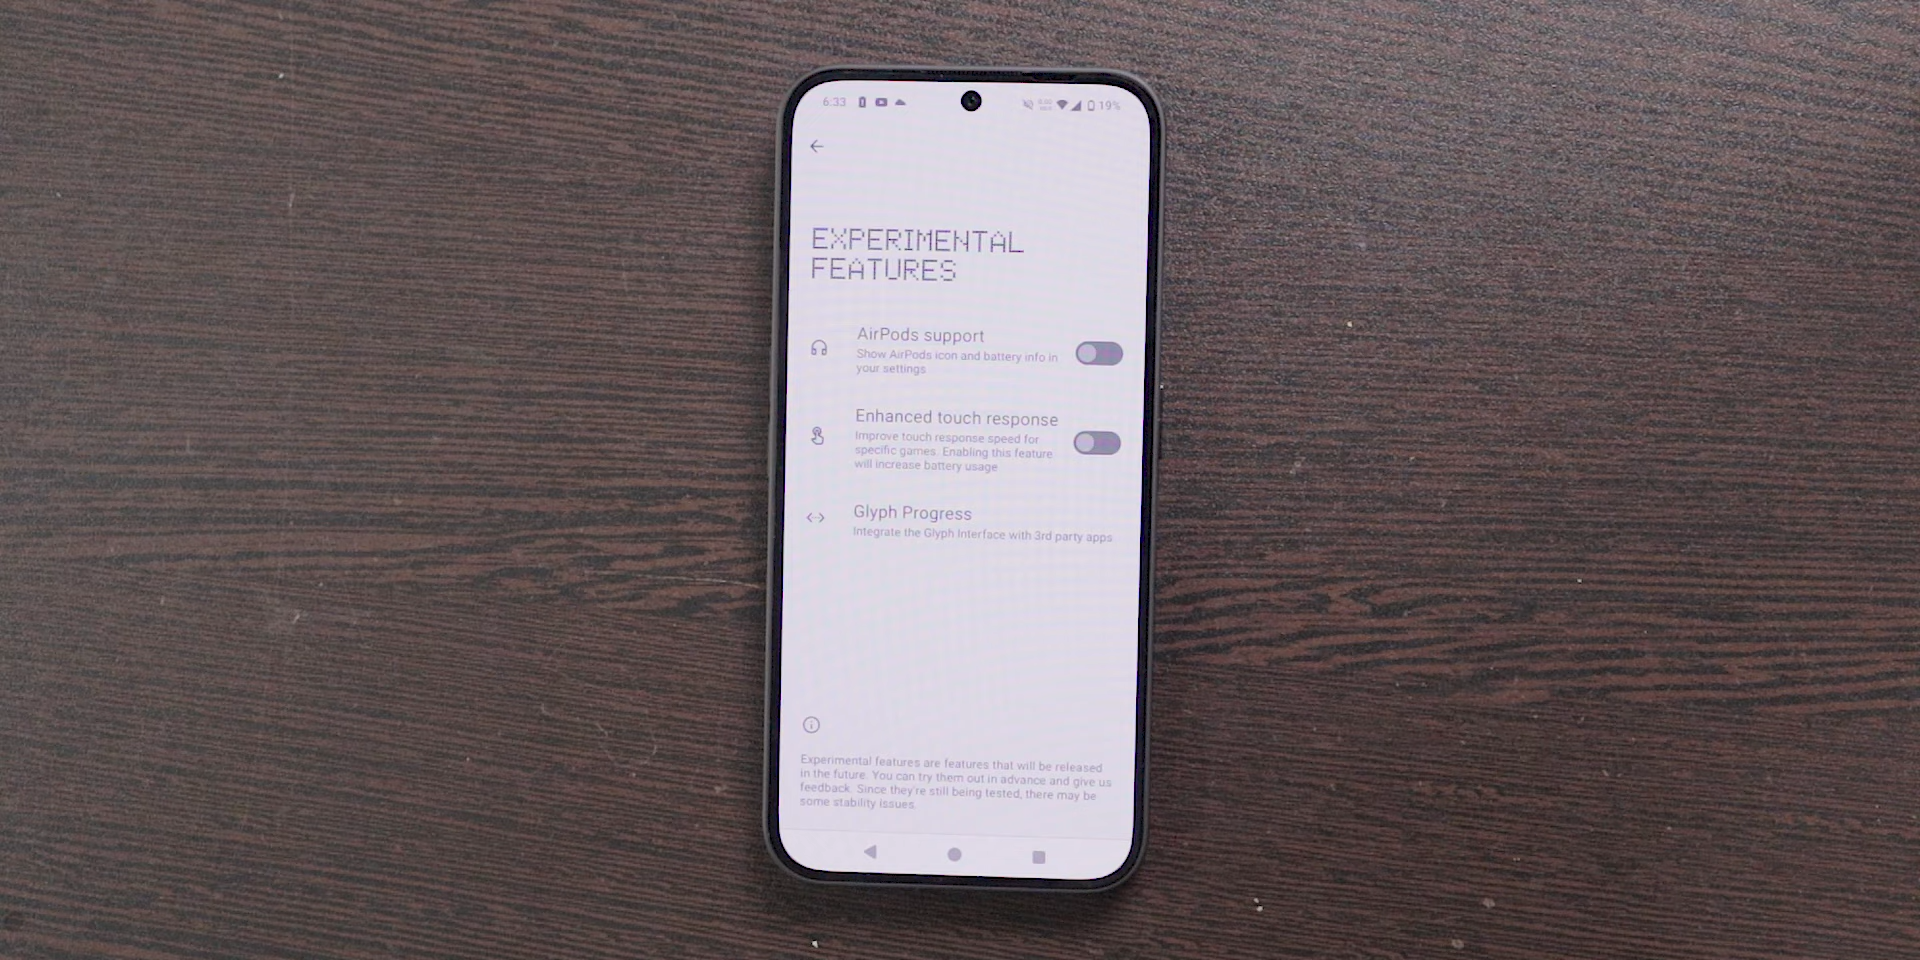 6:33
19%
EXPERIMENTAL
FEATURES
AirPods support
Show AirPods icon and battery info in
your settings
Enhanced touch response
Improve touch response speed for
specific games. Enabling this feature
will increase battery usage
Glyph Progress
Integrate the Glyph Interface with 3rd party apps
Experimental features are features that will be released
in the future. You can try them out in advance and give us
feedback. Since they're still being tested, there may be
some stability issues.